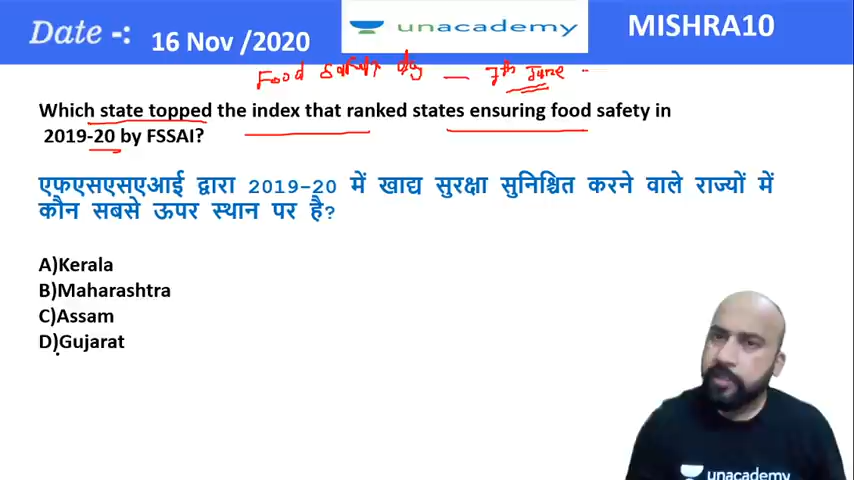 Date -: 16 Nov /2020
unacademy
MISHRA10
Food safety day — 7th June
Which state topped the index that ranked states ensuring food safety in
2019-20 by FSSAI?
एफएसएसएआई द्वारा 2019-20 में खाद्य सुरक्षा सुनिश्चित करने वाले राज्यों में
कौन सबसे ऊपर स्थान पर है?
A)Kerala
B)Maharashtra
C)Assam
D)Gujarat
unacademy